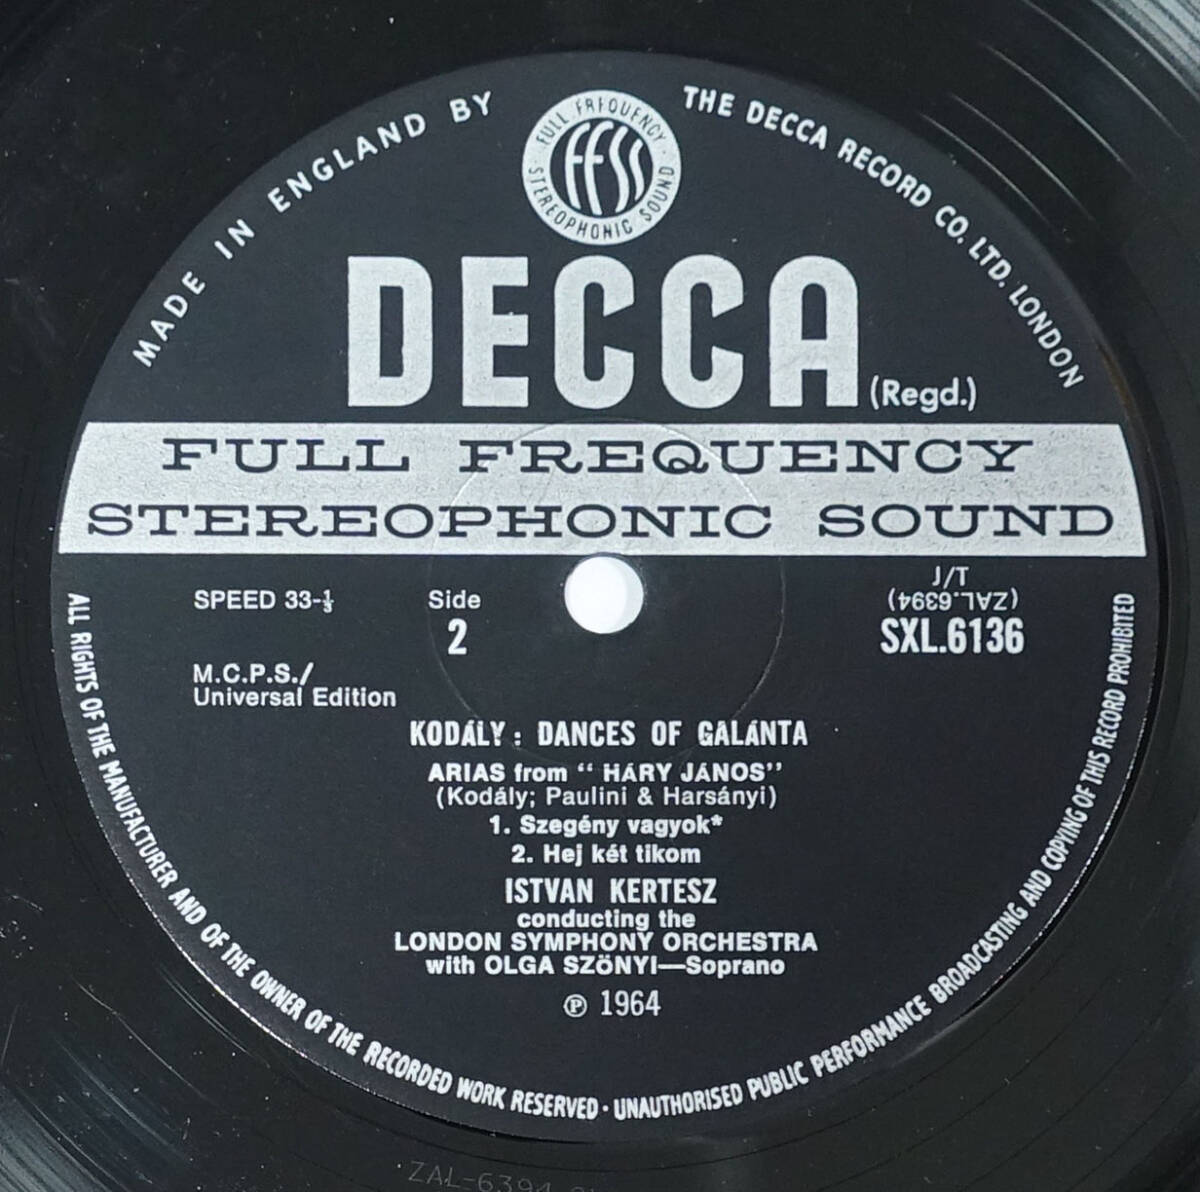 MADE IN ENGLAND BY
THE DECCA RECORD CO. LTD. LONDON
FULL FREQUENCY
STEREOPHONIC SOUND
FFSS
DECCA (Regd.)
FULL FREQUENCY
STEREOPHONIC SOUND
SPEED 33-⅓
Side
2
J/T
(ZAL.6394)
SXL.6136
M.C.P.S./
Universal Edition
KODÁLY: DANCES OF GALÁNTA
ARIAS from “ HÁRY JÁNOS”
(Kodály; Paulini & Harsányi)
1. Szegény vagyok*
2. Hej két tikom
ISTVAN KERTESZ
conducting the
LONDON SYMPHONY ORCHESTRA
with OLGA SZÖNYI—Soprano
℗ 1964
ALL RIGHTS OF THE MANUFACTURER AND OF THE OWNER OF THE RECORDED WORK RESERVED · UNAUTHORISED PUBLIC PERFORMANCE BROADCASTING AND COPYING OF THIS RECORD PROHIBITED
ZAL-6394